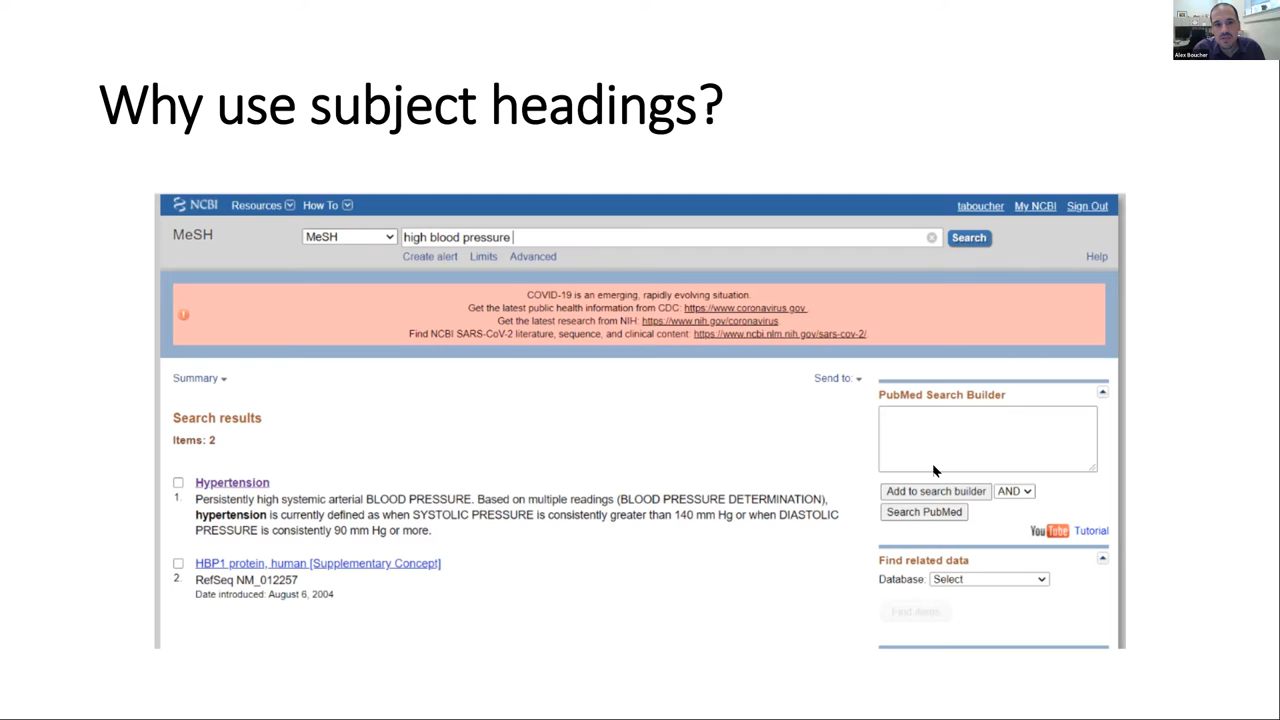 Alex Boucher
Why use subject headings?
NCBI Resources How To taboucher My NCBI Sign Out
MeSH MeSH high blood pressure Search
Create alert Limits Advanced Help
COVID-19 is an emerging, rapidly evolving situation.
Get the latest public health information from CDC: https://www.coronavirus.gov
Get the latest research from NIH: https://www.nih.gov/coronavirus.
Find NCBI SARS-CoV-2 literature, sequence, and clinical content: https://www.ncbi.nlm.nih.gov/sars-cov-2/.
Summary Send to:
Search results
Items: 2
Hypertension
1. Persistently high systemic arterial BLOOD PRESSURE. Based on multiple readings (BLOOD PRESSURE DETERMINATION),
hypertension is currently defined as when SYSTOLIC PRESSURE is consistently greater than 140 mm Hg or when DIASTOLIC
PRESSURE is consistently 90 mm Hg or more.
HBP1 protein, human [Supplementary Concept]
2. RefSeq NM_012257
Date introduced: August 6, 2004
PubMed Search Builder
Add to search builder AND
Search PubMed
YouTube Tutorial
Find related data
Database: Select
Find items